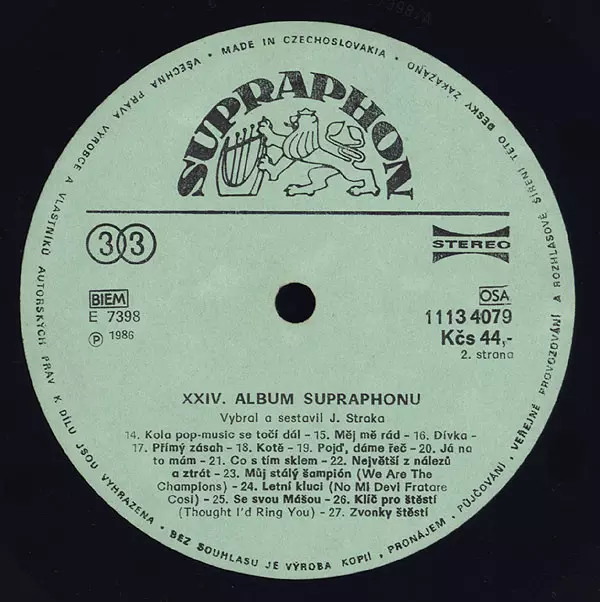 • MADE IN CZECHOSLOVAKIA •
VŠECHNA PRÁVA VÝROBCE A VLASTNÍKŮ AUTORSKÝCH PRÁV K DÍLU JSOU VYHRAZENA • BEZ SOUHLASU JE VÝROBA KOPIÍ, PRONÁJEM, PŮJČOVÁNÍ, VEŘEJNÉ PROVOZOVÁNÍ A ROZHLASOVÉ ŠÍŘENÍ TÉTO DESKY ZAKÁZÁNO
SUPRAPHON
33
STEREO
BIEM
OSA
E 7398
1113 4079
Ⓟ 1986
Kčs 44,-
2. strana
XXIV. ALBUM SUPRAPHONU
Vybral a sestavil J. Straka
14. Kola pop-music se točí dál - 15. Měj mě rád - 16. Dívka -
17. Přímý zásah - 18. Kotě - 19. Pojď, dáme řeč - 20. Já na
to mám - 21. Co s tím sklem - 22. Největší z nálezů
a ztrát - 23. Můj stálý šampión (We Are The
Champions) - 24. Letní kluci (No Mi Devi Fratare
Cosi) - 25. Se svou Mášou - 26. Klíč pro štěstí
(Thought I'd Ring You) - 27. Zvonky štěstí